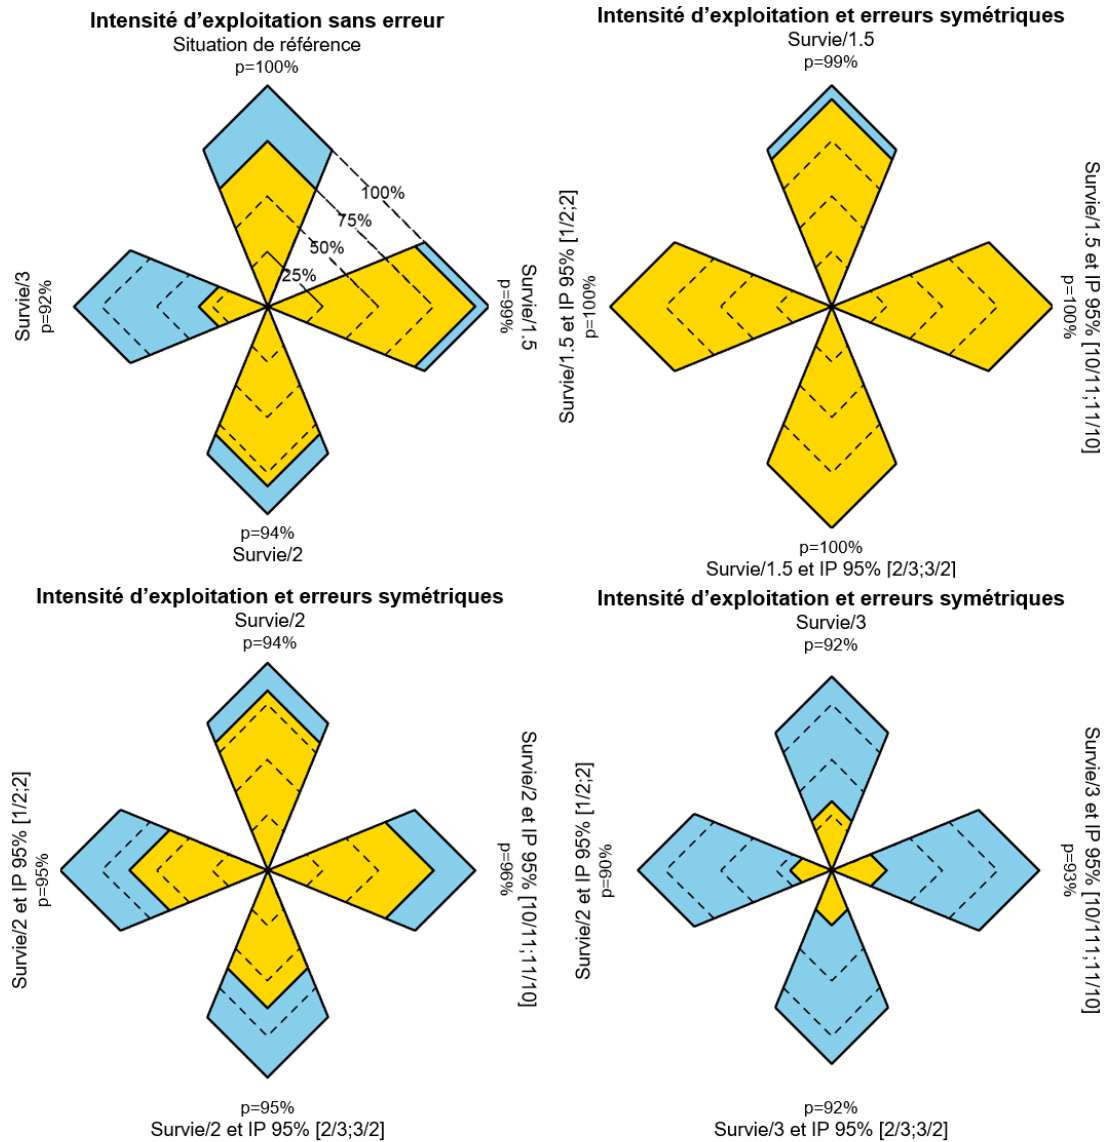 Intensité d’exploitation sans erreur
Situation de référence
p=100%
100%
75%
50%
25%
Survie/3
p=92%
Survie/1.5
p=99%
p=94%
Survie/2
Intensité d’exploitation et erreurs symétriques
Survie/1.5
p=99%
Survie/1.5 et IP 95% [1/2;2]
p=100%
Survie/1.5 et IP 95% [10/11;11/10]
p=100%
p=100%
Survie/1.5 et IP 95% [2/3;3/2]
Intensité d’exploitation et erreurs symétriques
Survie/2
p=94%
Survie/2 et IP 95% [1/2;2]
p=95%
Survie/2 et IP 95% [10/11;11/10]
p=96%
p=95%
Survie/2 et IP 95% [2/3;3/2]
Intensité d’exploitation et erreurs symétriques
Survie/3
p=92%
Survie/2 et IP 95% [1/2;2]
p=90%
Survie/3 et IP 95% [10/111;11/10]
p=93%
p=92%
Survie/3 et IP 95% [2/3;3/2]